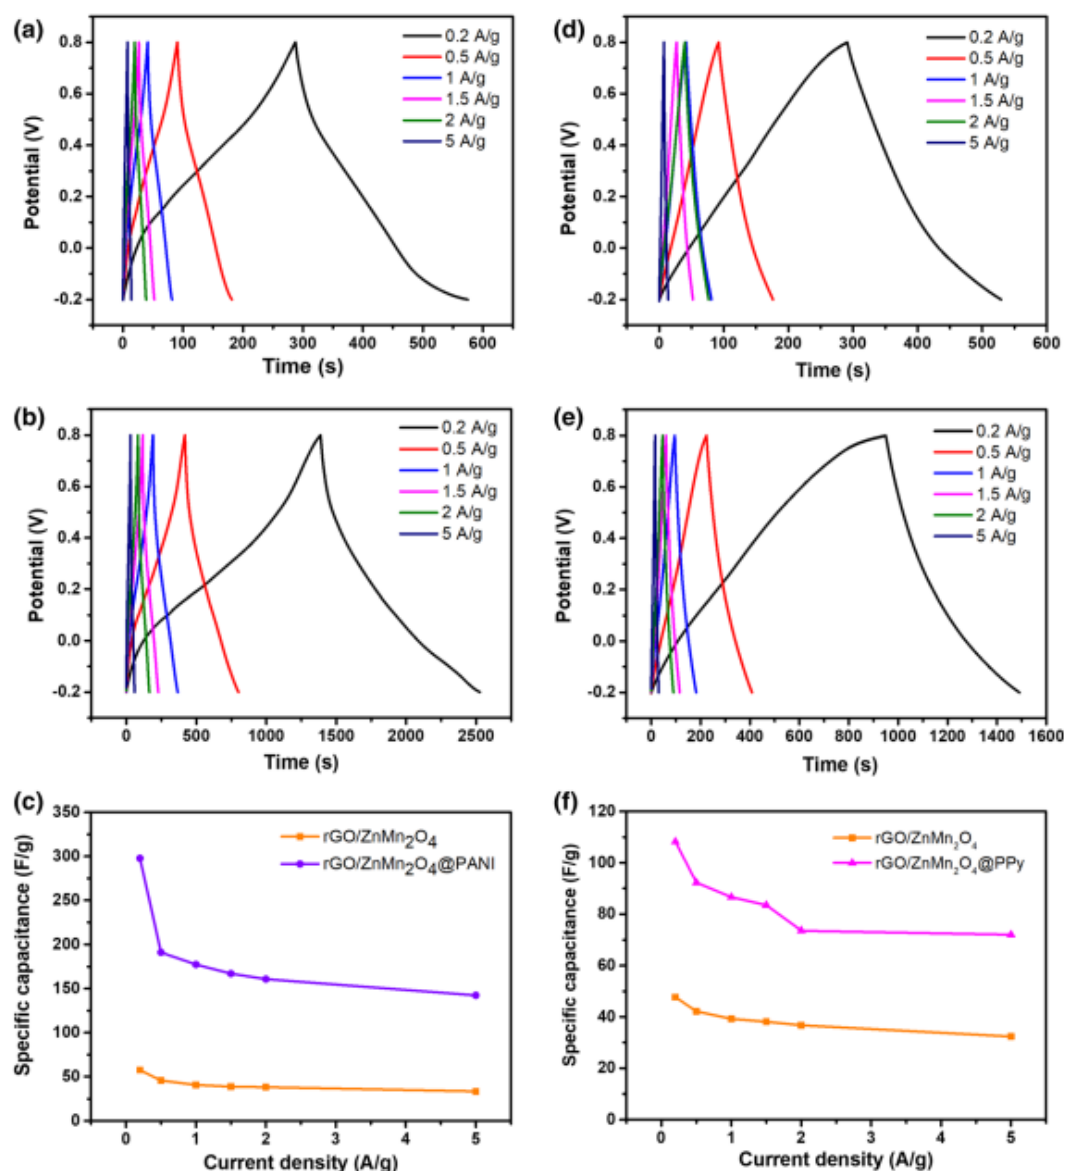 (a)
0.8
0.6
0.4
0.2
0.0
-0.2
Potential (V)
0 100 200 300 400 500 600
Time (s)
0.2 A/g
0.5 A/g
1 A/g
1.5 A/g
2 A/g
5 A/g
(d)
0.8
0.6
0.4
0.2
0.0
-0.2
Potential (V)
0 100 200 300 400 500 600
Time (s)
0.2 A/g
0.5 A/g
1 A/g
1.5 A/g
2 A/g
5 A/g
(b)
0.8
0.6
0.4
0.2
0.0
-0.2
Potential (V)
0 500 1000 1500 2000 2500
Time (s)
0.2 A/g
0.5 A/g
1 A/g
1.5 A/g
2 A/g
5 A/g
(e)
0.8
0.6
0.4
0.2
0.0
-0.2
Potential (V)
0 200 400 600 800 1000 1200 1400 1600
Time (s)
0.2 A/g
0.5 A/g
1 A/g
1.5 A/g
2 A/g
5 A/g
(c)
350
300
250
200
150
100
50
0
Specific capacitance (F/g)
0 1 2 3 4 5
Current density (A/g)
rGO/ZnMn₂O₄
rGO/ZnMn₂O₄@PANI
(f)
120
100
80
60
40
20
0
Specific capacitance (F/g)
0 1 2 3 4 5
Current density (A/g)
rGO/ZnMn₂O₄
rGO/ZnMn₂O₄@PPy